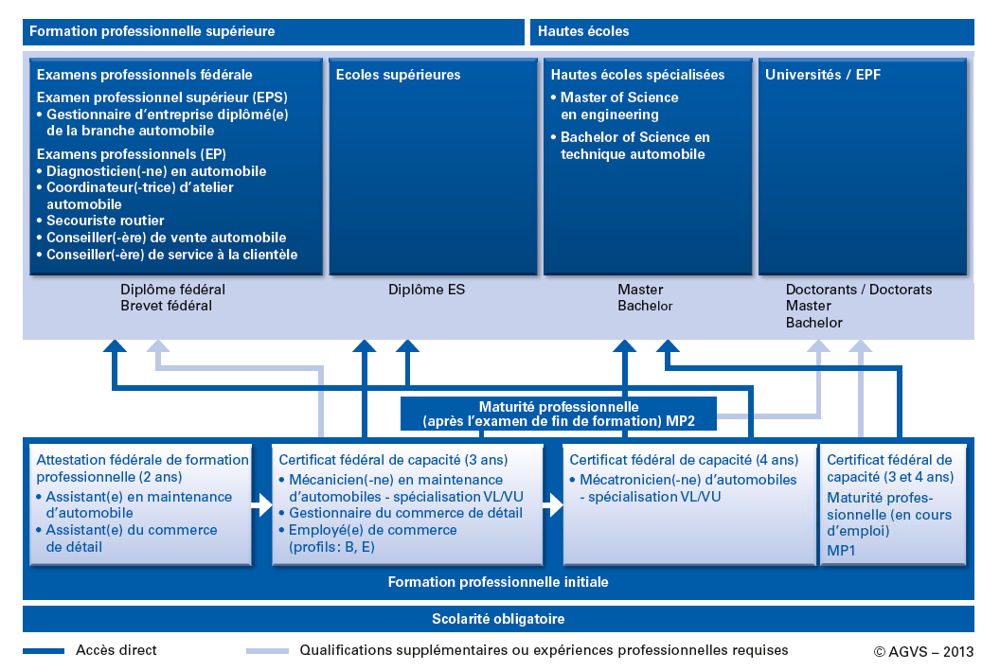 Formation professionnelle supérieure
Hautes écoles
Examens professionnels fédérale
Examen professionnel supérieur (EPS)
• Gestionnaire d'entreprise diplômé(e)
de la branche automobile
Examens professionnels (EP)
• Diagnosticien(-ne) en automobile
• Coordinateur(-trice) d'atelier
automobile
• Secouriste routier
• Conseiller(-ère) de vente automobile
• Conseiller(-ère) de service à la clientèle
Ecoles supérieures
Hautes écoles spécialisées
• Master of Science
en engineering
• Bachelor of Science en
technique automobile
Universités / EPF
Diplôme fédéral
Brevet fédéral
Diplôme ES
Master
Bachelor
Doctorants / Doctorats
Master
Bachelor
Maturité professionnelle
(après l'examen de fin de formation) MP2
Attestation fédérale de formation
professionnelle (2 ans)
• Assistant(e) en maintenance
d'automobile
• Assistant(e) du commerce
de détail
Certificat fédéral de capacité (3 ans)
• Mécanicien(-ne) en maintenance
d'automobiles - spécialisation VL/VU
• Gestionnaire du commerce de détail
• Employé(e) de commerce
(profils: B, E)
Certificat fédéral de capacité (4 ans)
• Mécatronicien(-ne) d'automobiles
- spécialisation VL/VU
Certificat fédéral de
capacité (3 et 4 ans)
Maturité profes-
sionnelle (en cours
d'emploi)
MP1
Formation professionnelle initiale
Scolarité obligatoire
Accès direct
Qualifications supplémentaires ou expériences professionnelles requises
© AGVS – 2013